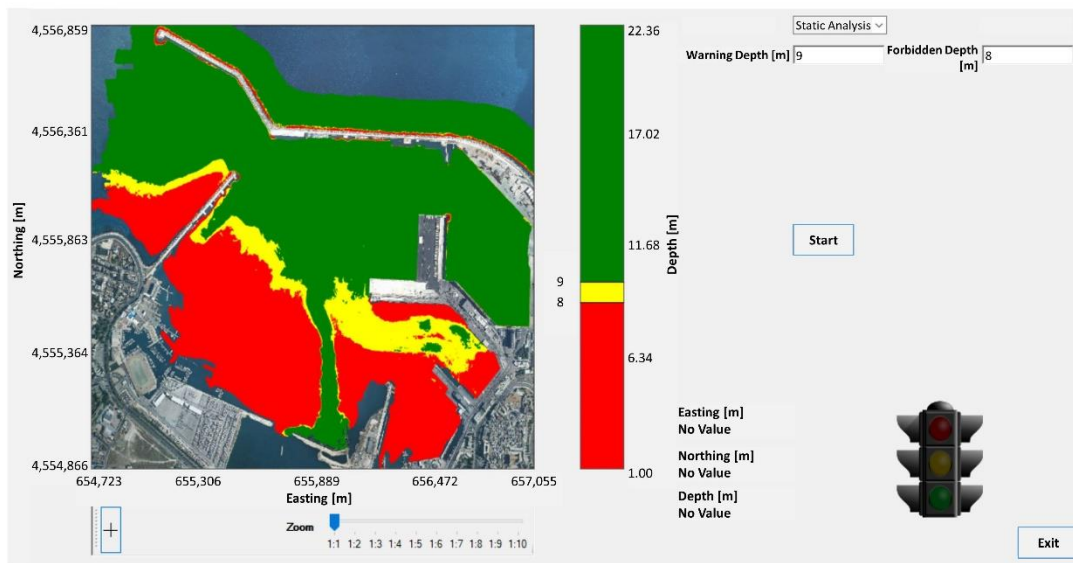 Static Analysis
Warning Depth [m] 9 Forbidden Depth [m] 8
4,556,859
4,556,361
4,555,863
4,555,364
4,554,866
Northing [m]
654,723 655,306 655,889 656,472 657,055
Easting [m]
22.36
17.02
11.68
9
8
6.34
1.00
Depth [m]
Start
Easting [m]
No Value
Northing [m]
No Value
Depth [m]
No Value
+
Zoom
1:1 1:2 1:3 1:4 1:5 1:6 1:7 1:8 1:9 1:10
Exit